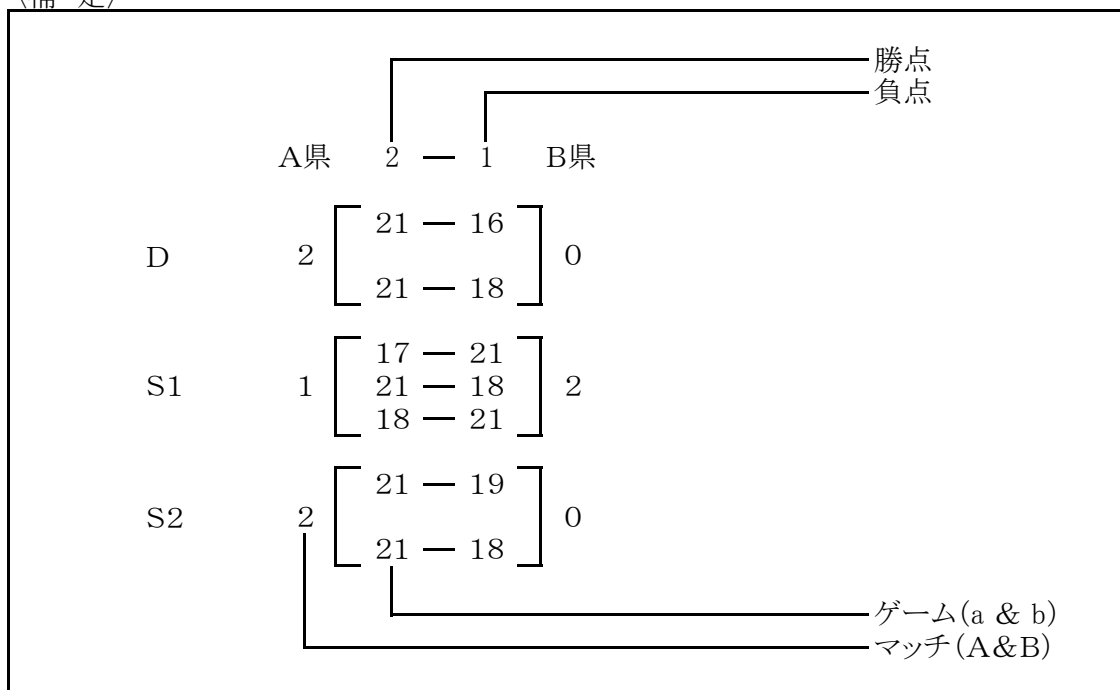 (補 足)
勝点
負点
A県 2 — 1 B県
21 — 16
D 2 0
21 — 18
17 — 21
S1 1 21 — 18 2
18 — 21
21 — 19
S2 2 0
21 — 18
ゲーム(a & b)
マッチ(A&B)